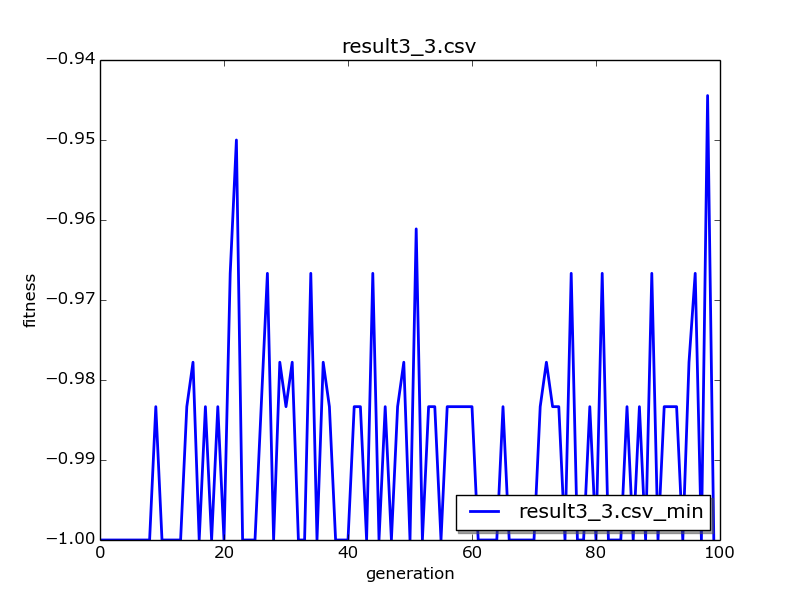 result3_3.csv
−0.94
−0.95
−0.96
−0.97
−0.98
−0.99
−1.00
fitness
0 20 40 60 80 100
generation
result3_3.csv_min